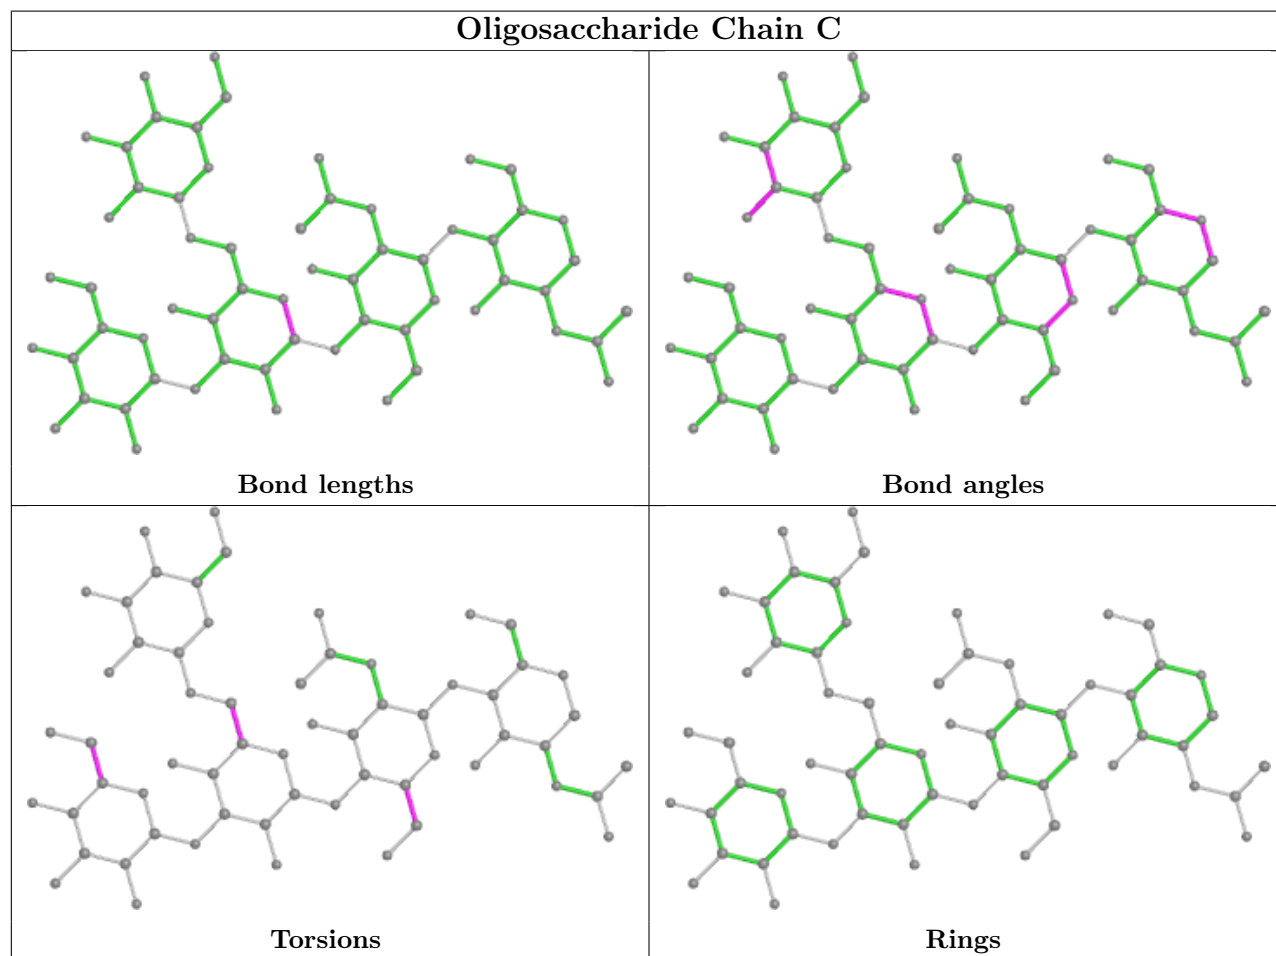 Oligosaccharide Chain C
Bond lengths
Bond angles
Torsions
Rings